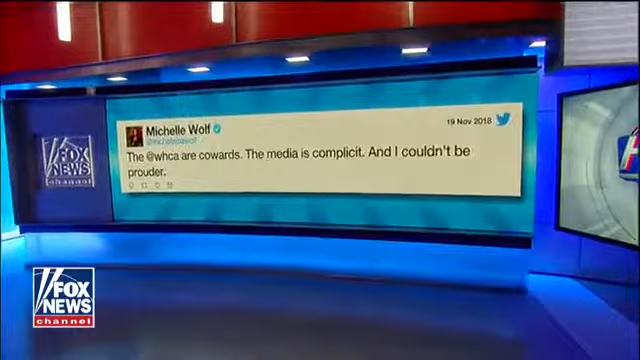 Michelle Wolf
19 Nov 2018
The @whca are cowards. The media is complicit. And I couldn't be
prouder.
FOX
NEWS
channel
FOX
NEWS
channel